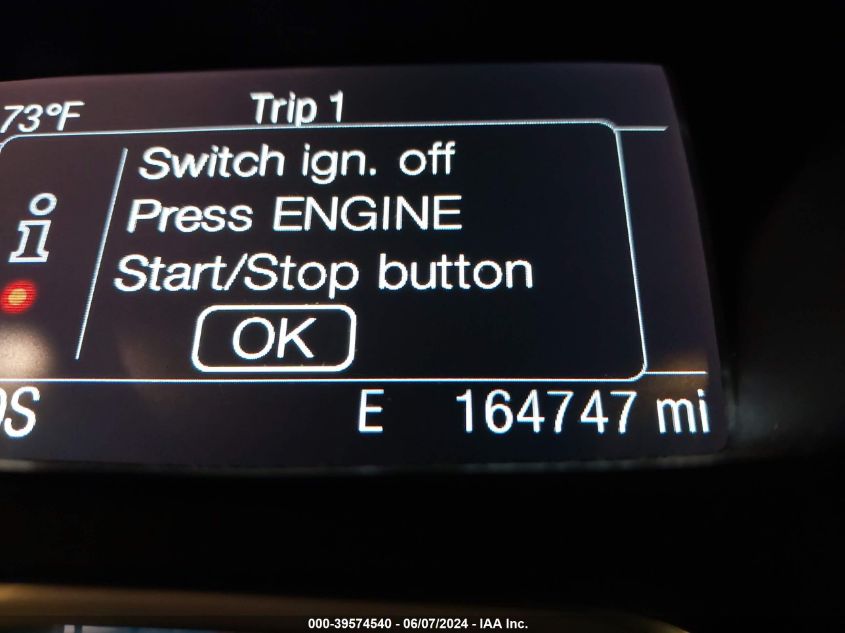 73°F Trip 1
Switch ign. off
Press ENGINE
Start/Stop button
OK
E 164747 mi
000-39574540 - 06/07/2024 - IAA Inc.